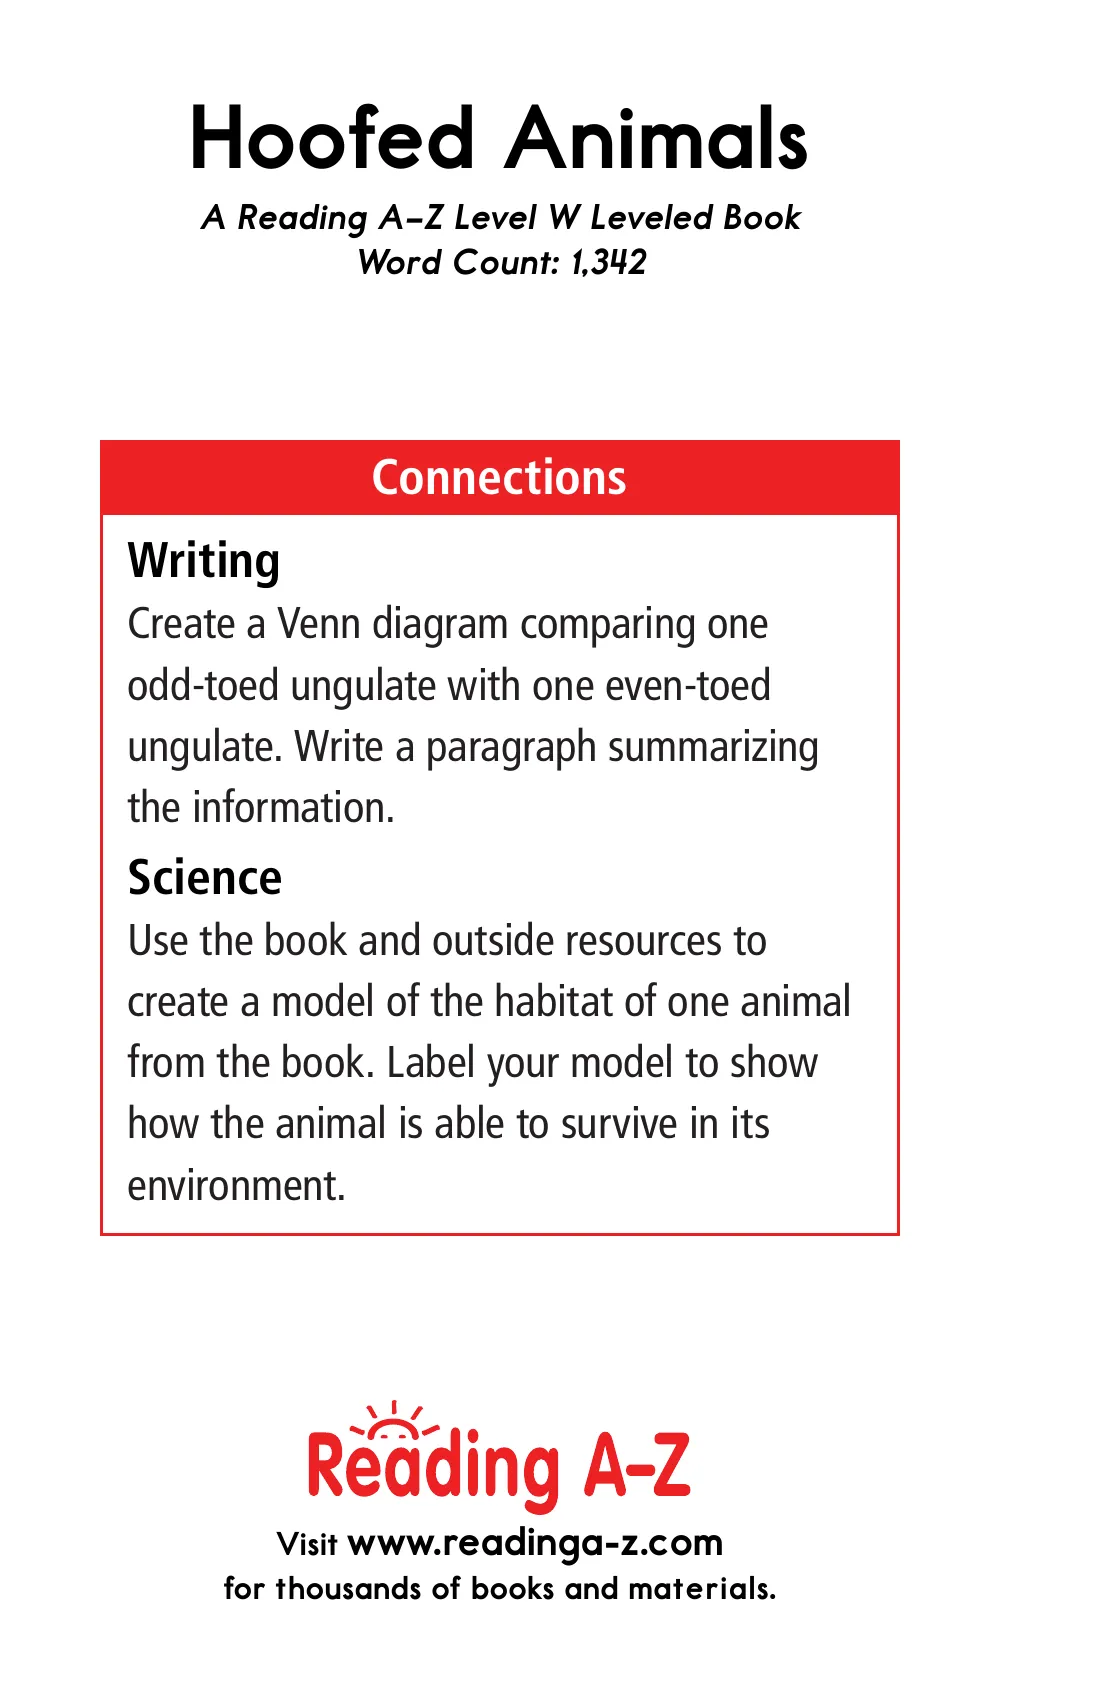 Hoofed Animals
A Reading A–Z Level W Leveled Book
Word Count: 1,342
Connections
Writing
Create a Venn diagram comparing one
odd-toed ungulate with one even-toed
ungulate. Write a paragraph summarizing
the information.
Science
Use the book and outside resources to
create a model of the habitat of one animal
from the book. Label your model to show
how the animal is able to survive in its
environment.
Reading A–Z
Visit www.readinga-z.com
for thousands of books and materials.